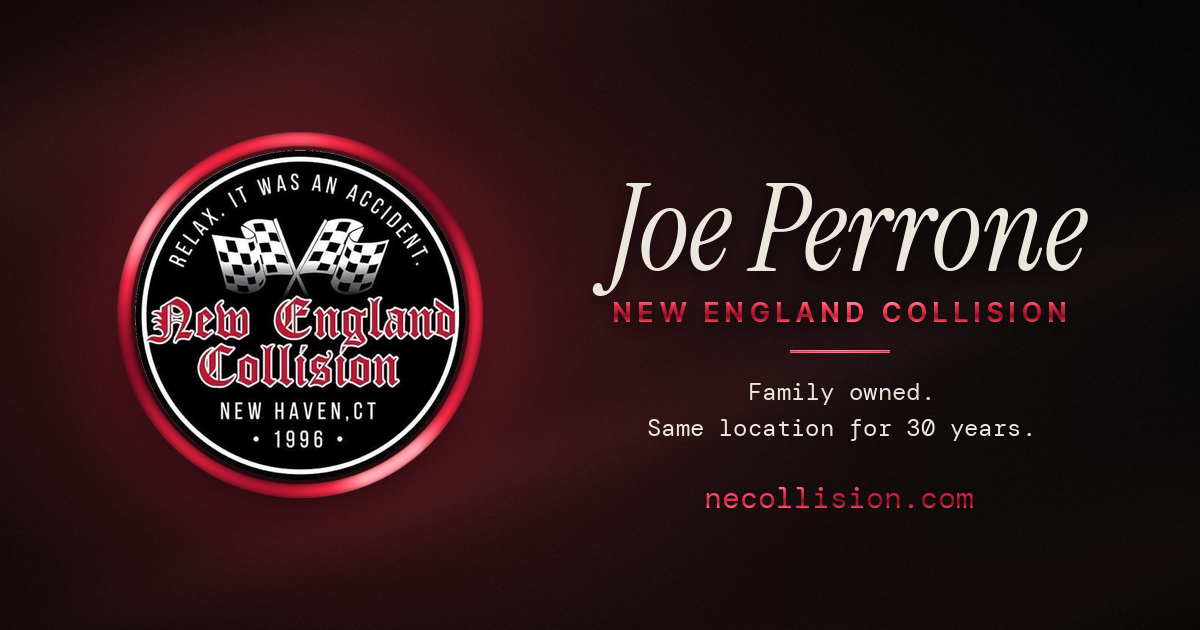 RELAX. IT WAS AN ACCIDENT.
New England
Collision
NEW HAVEN,CT
• 1996 •
Joe Perrone
NEW ENGLAND COLLISION
Family owned.
Same location for 30 years.
necollision.com